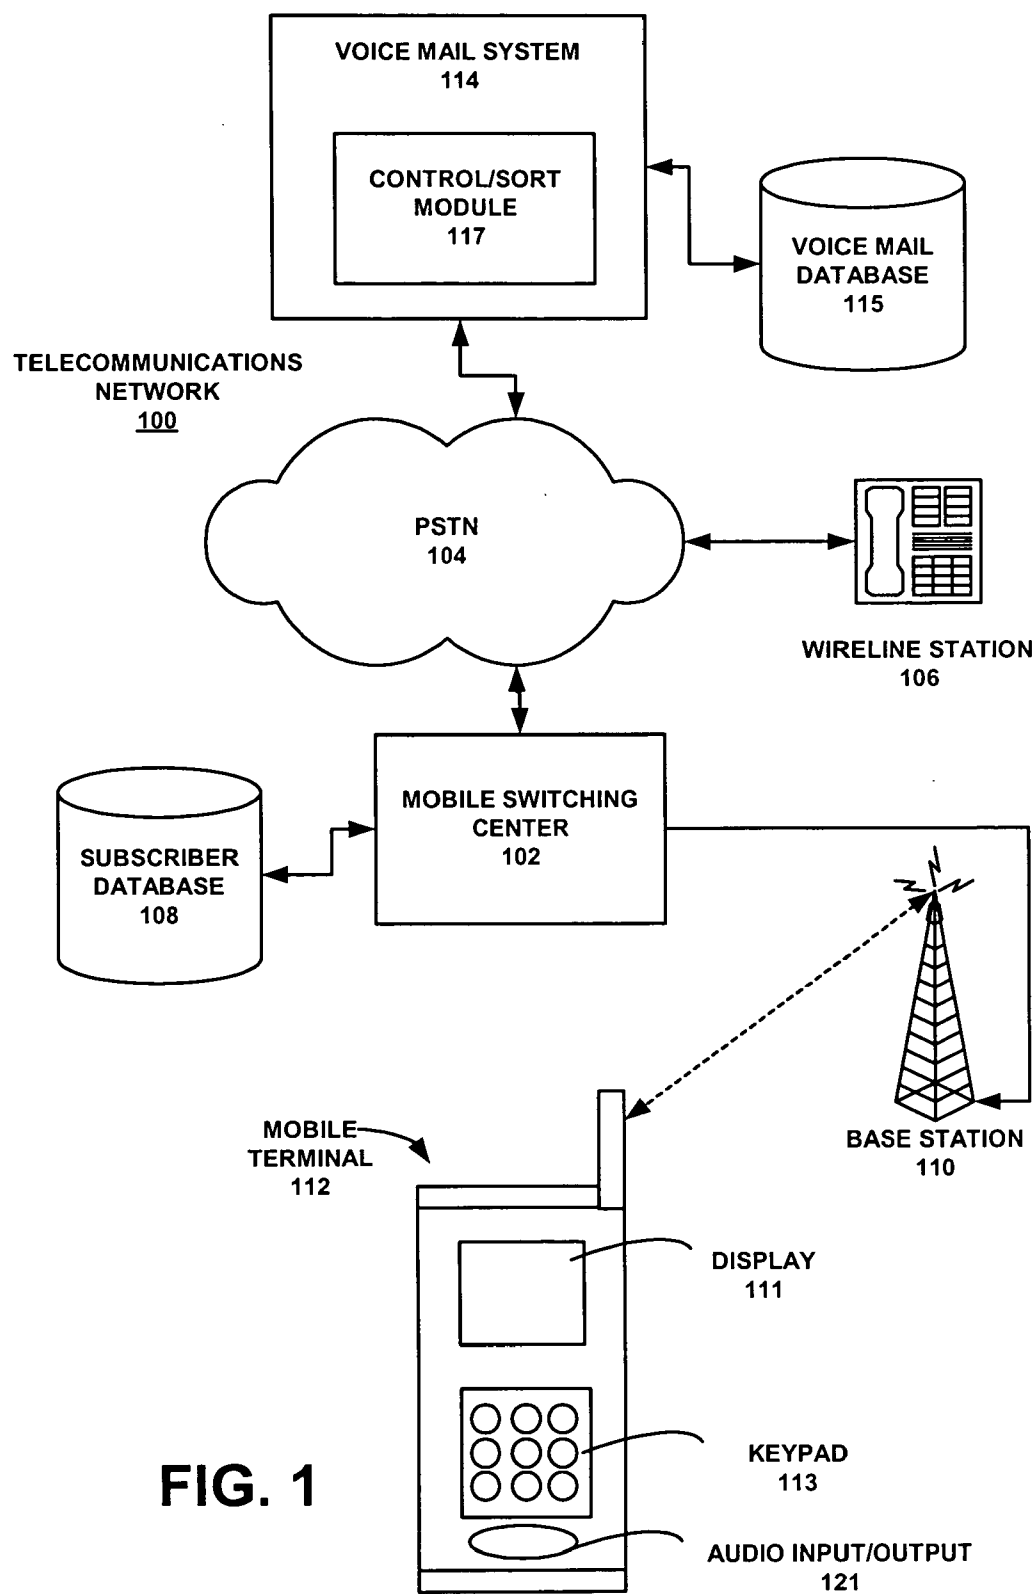 VOICE MAIL SYSTEM
114
CONTROL/SORT
MODULE
117
VOICE MAIL
DATABASE
115
TELECOMMUNICATIONS
NETWORK
100
PSTN
104
WIRELINE STATION
106
MOBILE SWITCHING
CENTER
102
SUBSCRIBER
DATABASE
108
BASE STATION
110
MOBILE
TERMINAL
112
DISPLAY
111
KEYPAD
113
FIG. 1
AUDIO INPUT/OUTPUT
121